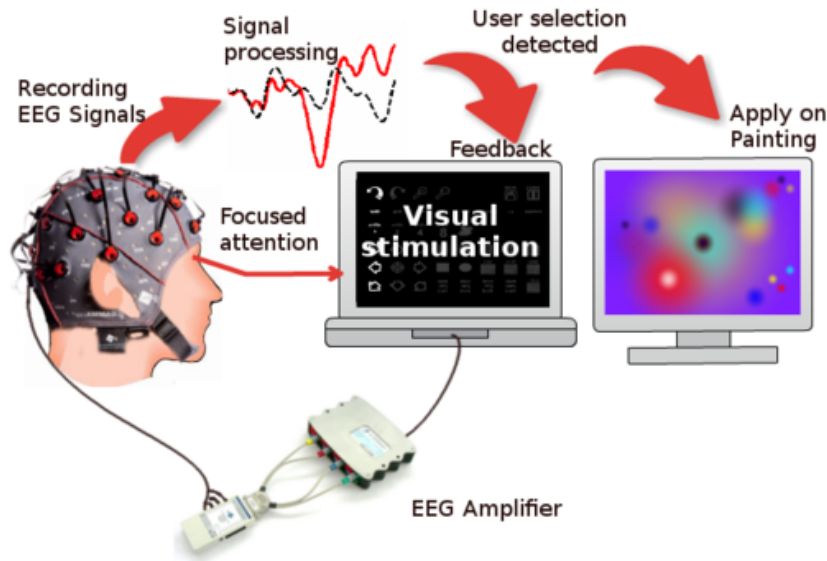 User selection
detected
Signal
processing
Recording
EEG Signals
Apply on
Painting
Feedback
Focused
attention
Visual
stimulation
EEG Amplifier